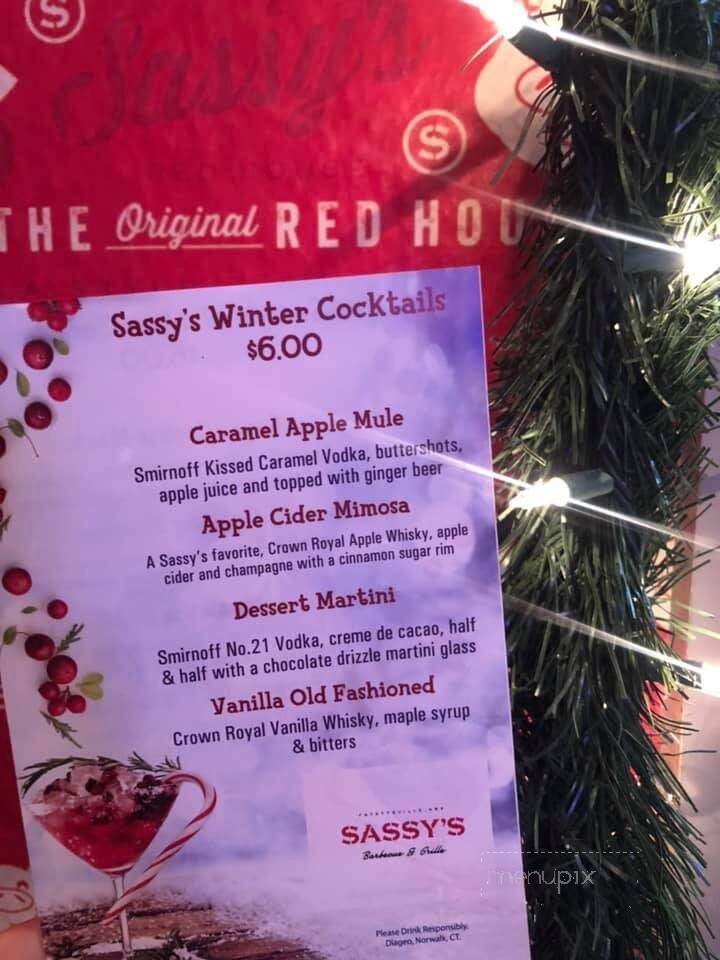 S
Sassy's
S
THE Original RED HOU
Sassy's Winter Cocktails
$6.00
Caramel Apple Mule
Smirnoff Kissed Caramel Vodka, buttershots,
apple juice and topped with ginger beer
Apple Cider Mimosa
A Sassy's favorite, Crown Royal Apple Whisky, apple
cider and champagne with a cinnamon sugar rim
Dessert Martini
Smirnoff No.21 Vodka, creme de cacao, half
& half with a chocolate drizzle martini glass
Vanilla Old Fashioned
Crown Royal Vanilla Whisky, maple syrup
& bitters
FAYETTEVILLE, ARK
SASSY'S
Barbecue & Grille
menupix
Please Drink Responsibly.
Diageo, Norwalk, CT.